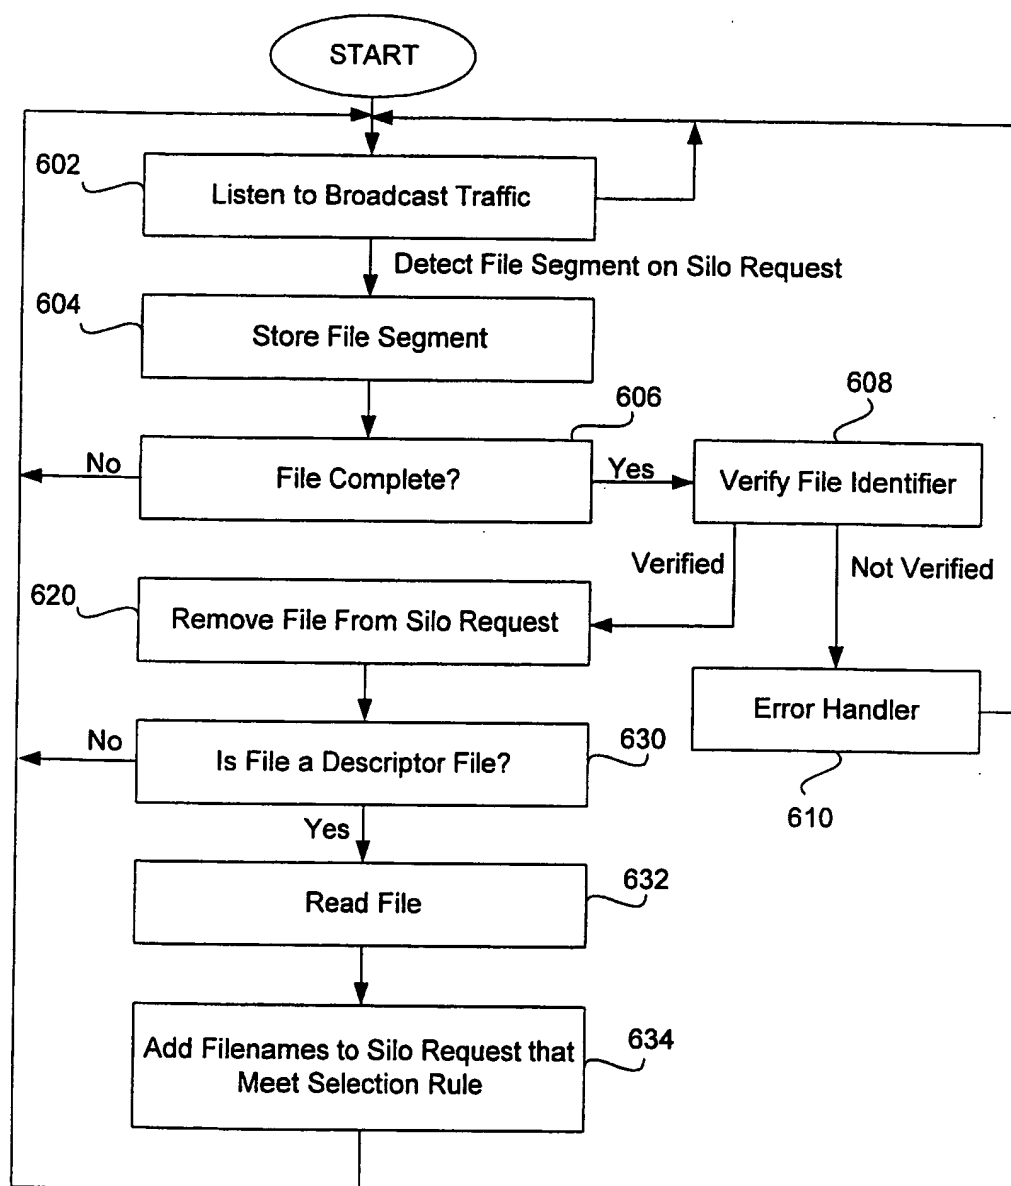 START
602
Listen to Broadcast Traffic
Detect File Segment on Silo Request
604
Store File Segment
606
608
No
File Complete?
Yes
Verify File Identifier
Verified
Not Verified
620
Remove File From Silo Request
Error Handler
No
Is File a Descriptor File?
630
610
Yes
Read File
632
Add Filenames to Silo Request that
Meet Selection Rule
634